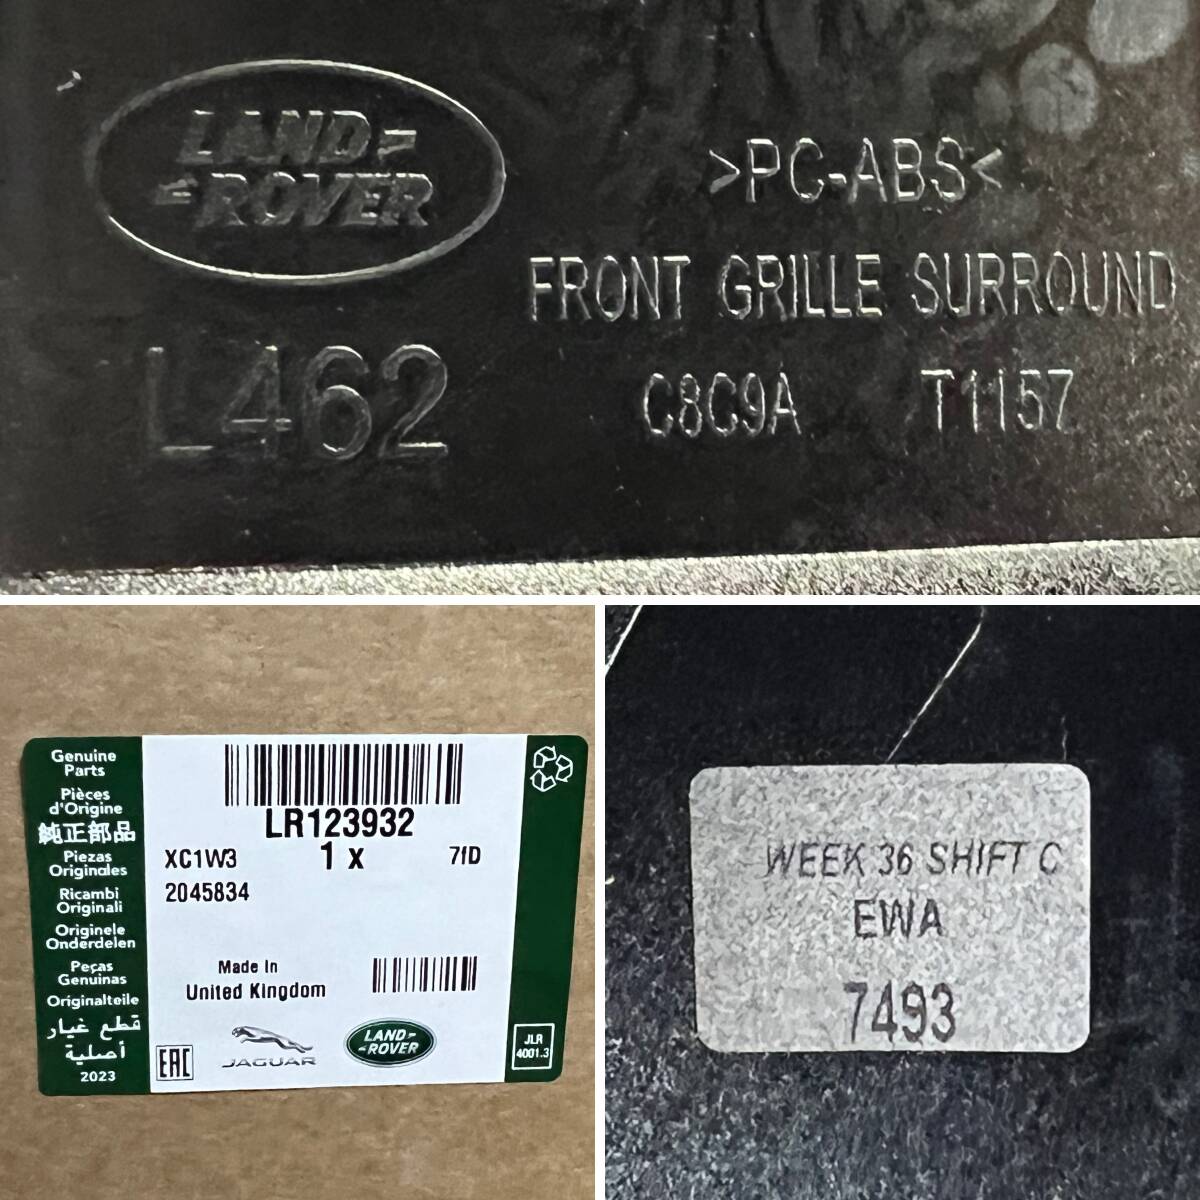 LAND-
-ROVER
>PC-ABS<
FRONT GRILLE SURROUND
L462
C8C9A T1157
Genuine
Parts
Pièces
d'Origine
純正部品
Piezas
Originales
Ricambi
Originali
Originele
Onderdelen
Peças
Genuinas
Originalteile
قطع غيار
أصلية
2023
LR123932
XC1W3 1 x 7fD
2045834
Made In
United Kingdom
EAC
JAGUAR
LAND-
-ROVER
JLR
4001.3
WEEK 36 SHIFT C
EWA
7493